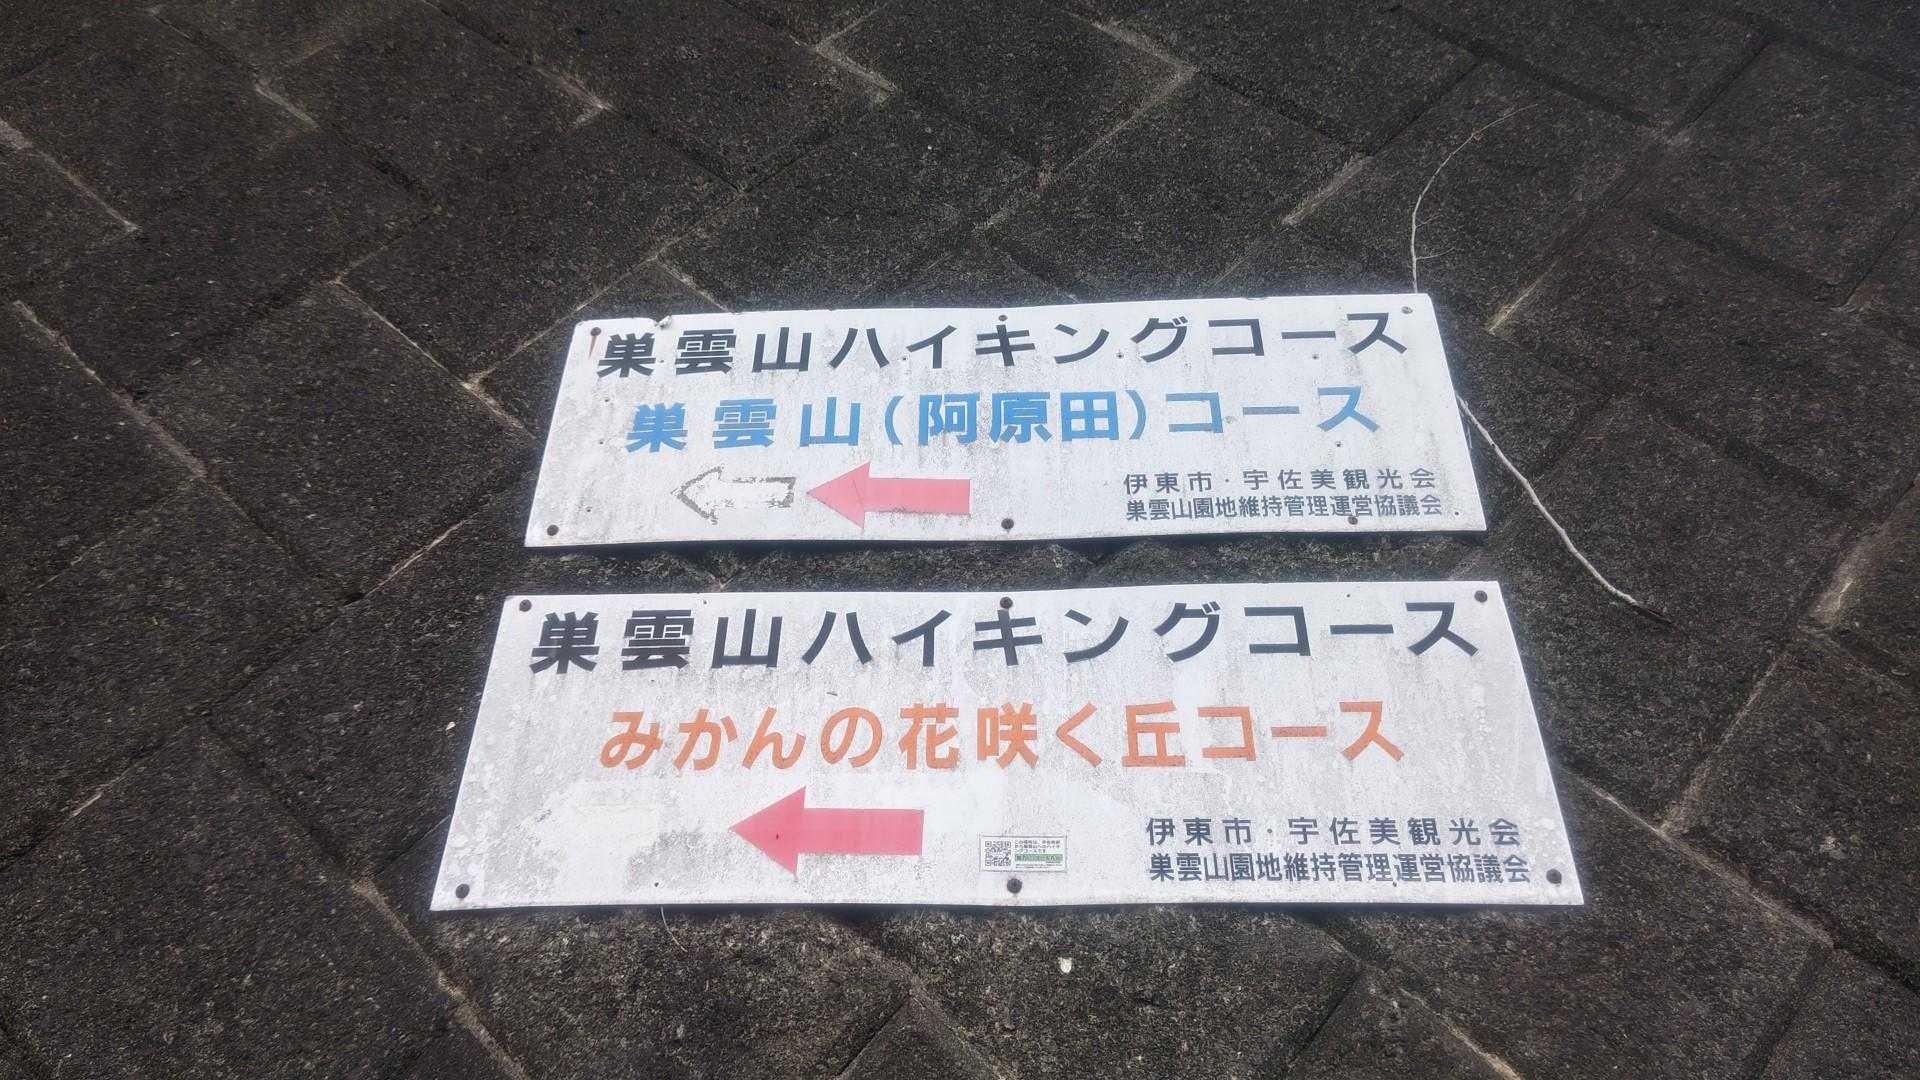 巣雲山ハイキングコース
巣雲山(阿原田)コース
伊東市・宇佐美観光会
巣雲山園地維持管理運営協議会
巣雲山ハイキングコース
みかんの花咲く丘コース
伊東市・宇佐美観光会
巣雲山園地維持管理運営協議会